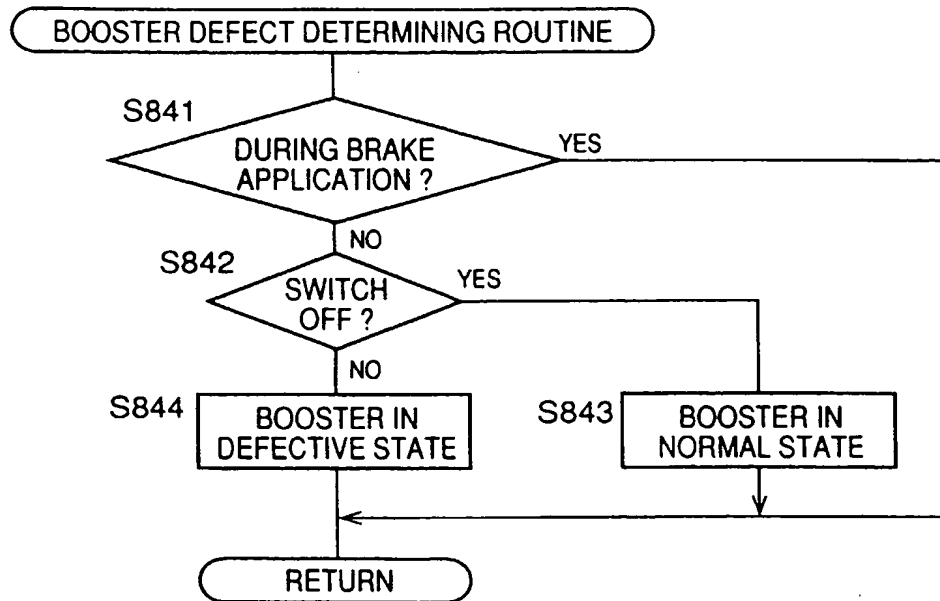 BOOSTER DEFECT DETERMINING ROUTINE
S841
DURING BRAKE
APPLICATION ?
YES
NO
S842
SWITCH
OFF ?
YES
NO
S844
BOOSTER IN
DEFECTIVE STATE
S843
BOOSTER IN
NORMAL STATE
RETURN